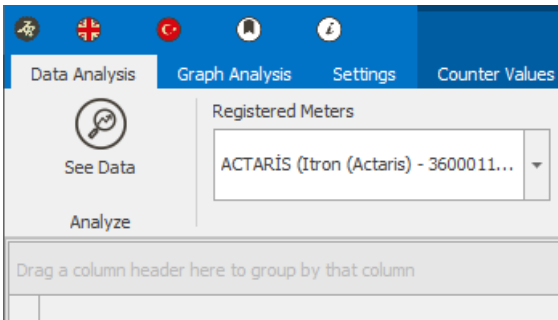 Data Analysis Graph Analysis Settings Counter Values
Registered Meters
ACTARİS (Itron (Actaris) - 3600011...
See Data
Analyze
Drag a column header here to group by that column